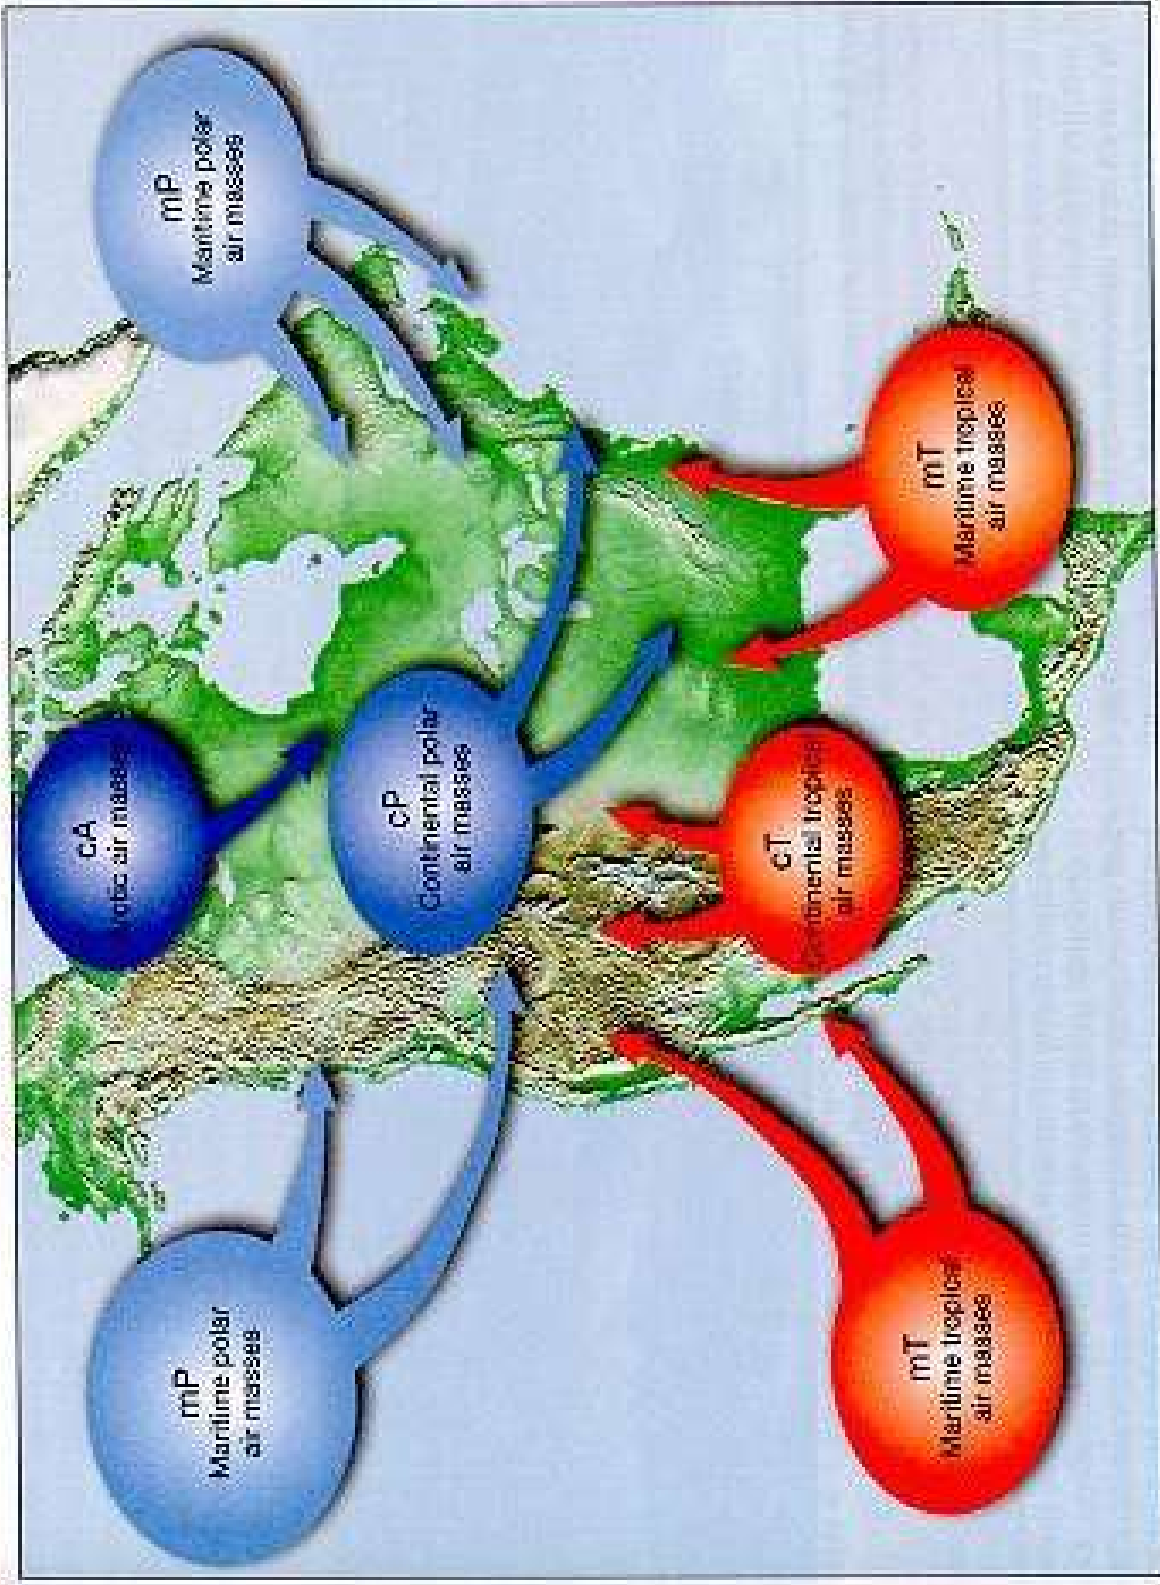 cA
Arctic air masses
mP
Maritime polar
air masses
mP
Maritime polar
air masses
cP
Continental polar
air masses
cT
Continental tropical
air masses
mT
Maritime tropical
air masses
mT
Maritime tropical
air masses